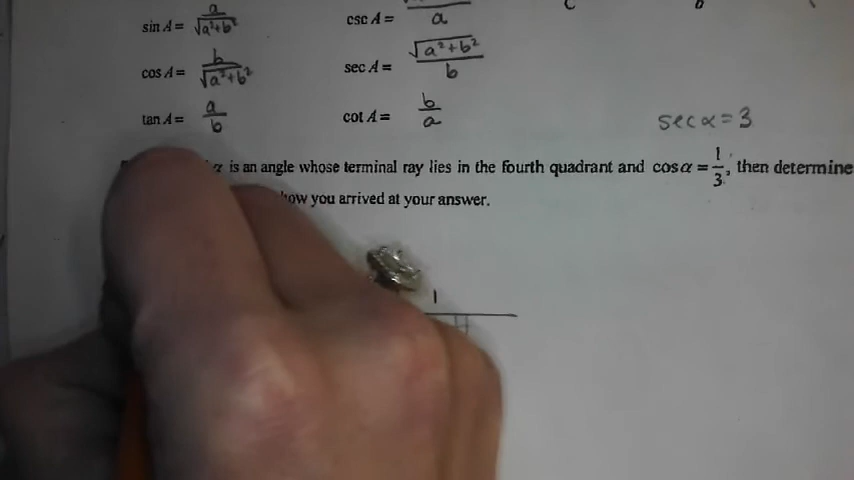 sin A = a/√(a²+b²) csc A = a C b
cos A = b/√(a²+b²) sec A = √(a²+b²)/b
tan A = a/b cot A = b/a
sec α = 3
α is an angle whose terminal ray lies in the fourth quadrant and cos α = 1/3, then determine
how you arrived at your answer.
1